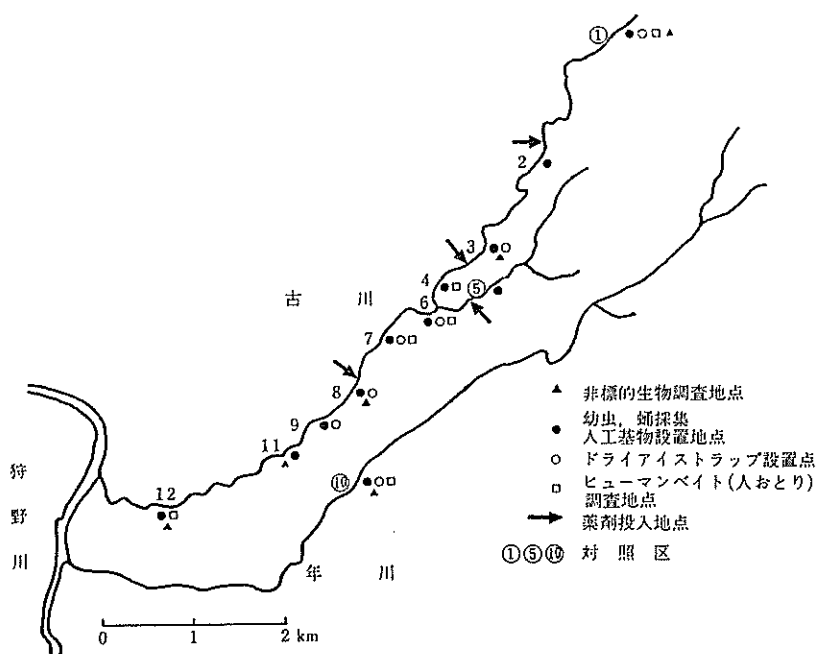 ①
2
3
4
⑤
6
古川
7
8
9
11
⑩
12
狩野川
年川
0 1 2 km
▲ 非標的生物調査地点
● 幼虫，蛹採集
人工基物設置地点
○ ドライアイストラップ設置点
□ ヒューマンベイト(人おとり)
調査地点
→ 薬剤投入地点
①⑤⑩ 対照区